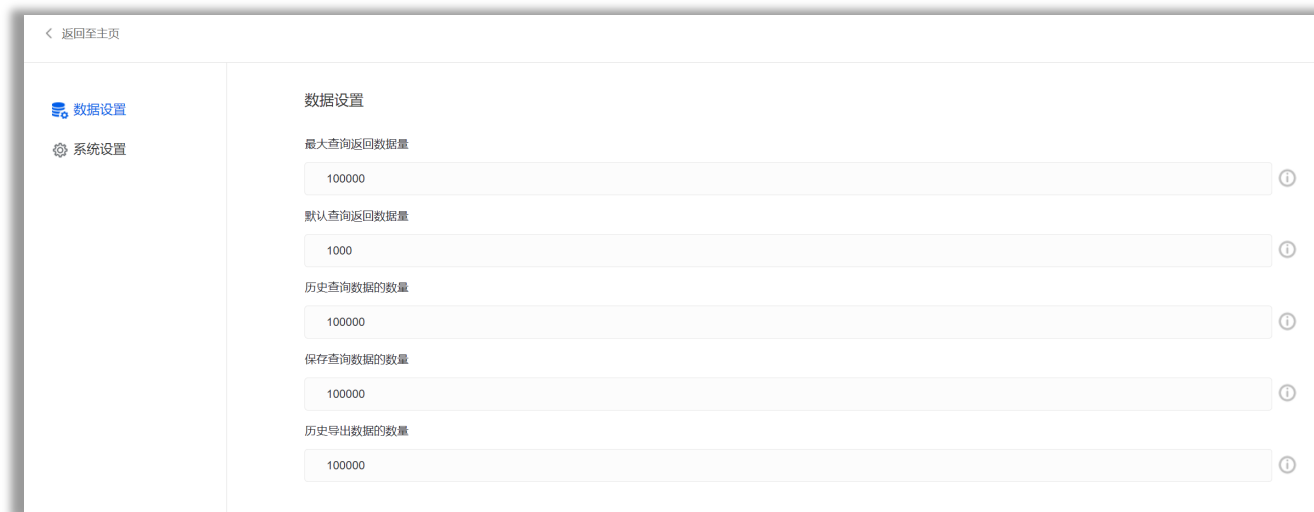 返回至主页
数据设置
系统设置
数据设置
最大查询返回数据量
100000
默认查询返回数据量
1000
历史查询数据的数量
100000
保存查询数据的数量
100000
历史导出数据的数量
100000